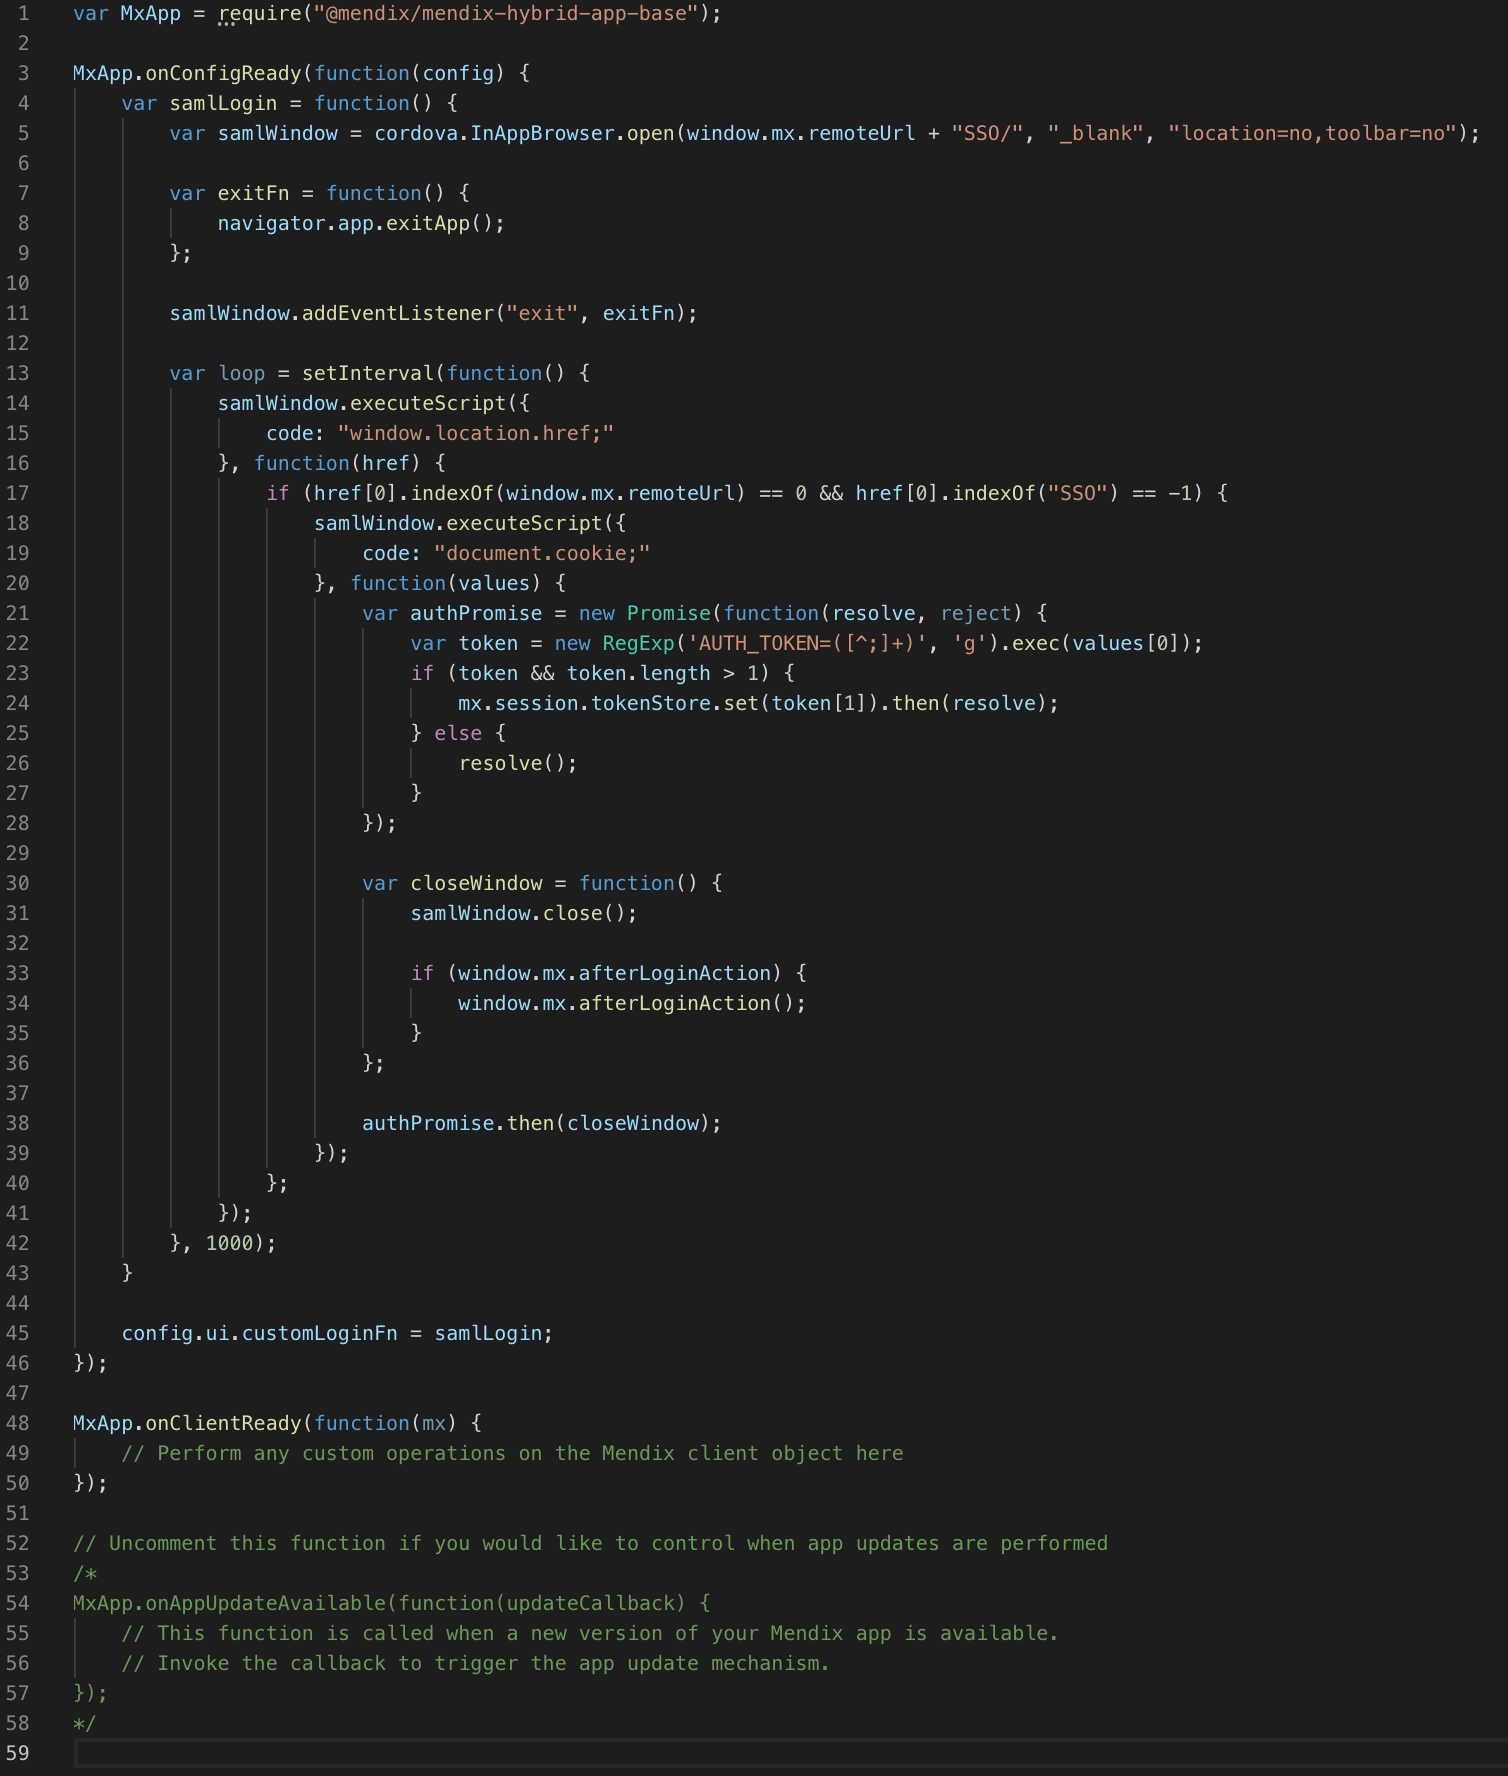 1 var MxApp = require("@mendix/mendix-hybrid-app-base");
2
3 MxApp.onConfigReady(function(config) {
4     var samlLogin = function() {
5         var samlWindow = cordova.InAppBrowser.open(window.mx.remoteUrl + "SSO/", "_blank", "location=no,toolbar=no");
6
7         var exitFn = function() {
8             navigator.app.exitApp();
9         };
10
11         samlWindow.addEventListener("exit", exitFn);
12
13         var loop = setInterval(function() {
14             samlWindow.executeScript({
15                 code: "window.location.href;"
16             }, function(href) {
17                 if (href[0].indexOf(window.mx.remoteUrl) == 0 && href[0].indexOf("SSO") == -1) {
18                     samlWindow.executeScript({
19                         code: "document.cookie;"
20                     }, function(values) {
21                         var authPromise = new Promise(function(resolve, reject) {
22                             var token = new RegExp('AUTH_TOKEN=([^;]+)', 'g').exec(values[0]);
23                             if (token && token.length > 1) {
24                                 mx.session.tokenStore.set(token[1]).then(resolve);
25                             } else {
26                                 resolve();
27                             }
28                         });
29
30                         var closeWindow = function() {
31                             samlWindow.close();
32
33                             if (window.mx.afterLoginAction) {
34                                 window.mx.afterLoginAction();
35                             }
36                         };
37
38                         authPromise.then(closeWindow);
39                     });
40                 };
41             });
42         }, 1000);
43     }
44
45     config.ui.customLoginFn = samlLogin;
46 });
47
48 MxApp.onClientReady(function(mx) {
49     // Perform any custom operations on the Mendix client object here
50 });
51
52 // Uncomment this function if you would like to control when app updates are performed
53 /*
54 MxApp.onAppUpdateAvailable(function(updateCallback) {
55     // This function is called when a new version of your Mendix app is available.
56     // Invoke the callback to trigger the app update mechanism.
57 });
58 */
59